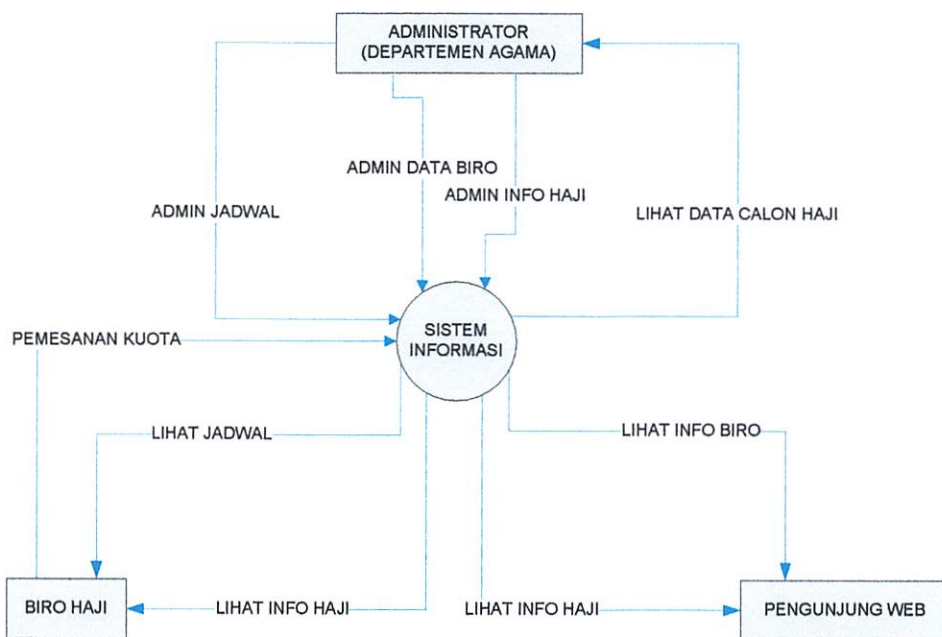 ADMINISTRATOR
(DEPARTEMEN AGAMA)
ADMIN DATA BIRO
ADMIN INFO HAJI
ADMIN JADWAL
LIHAT DATA CALON HAJI
SISTEM
INFORMASI
PEMESANAN KUOTA
LIHAT JADWAL
LIHAT INFO BIRO
BIRO HAJI
LIHAT INFO HAJI
LIHAT INFO HAJI
PENGUNJUNG WEB